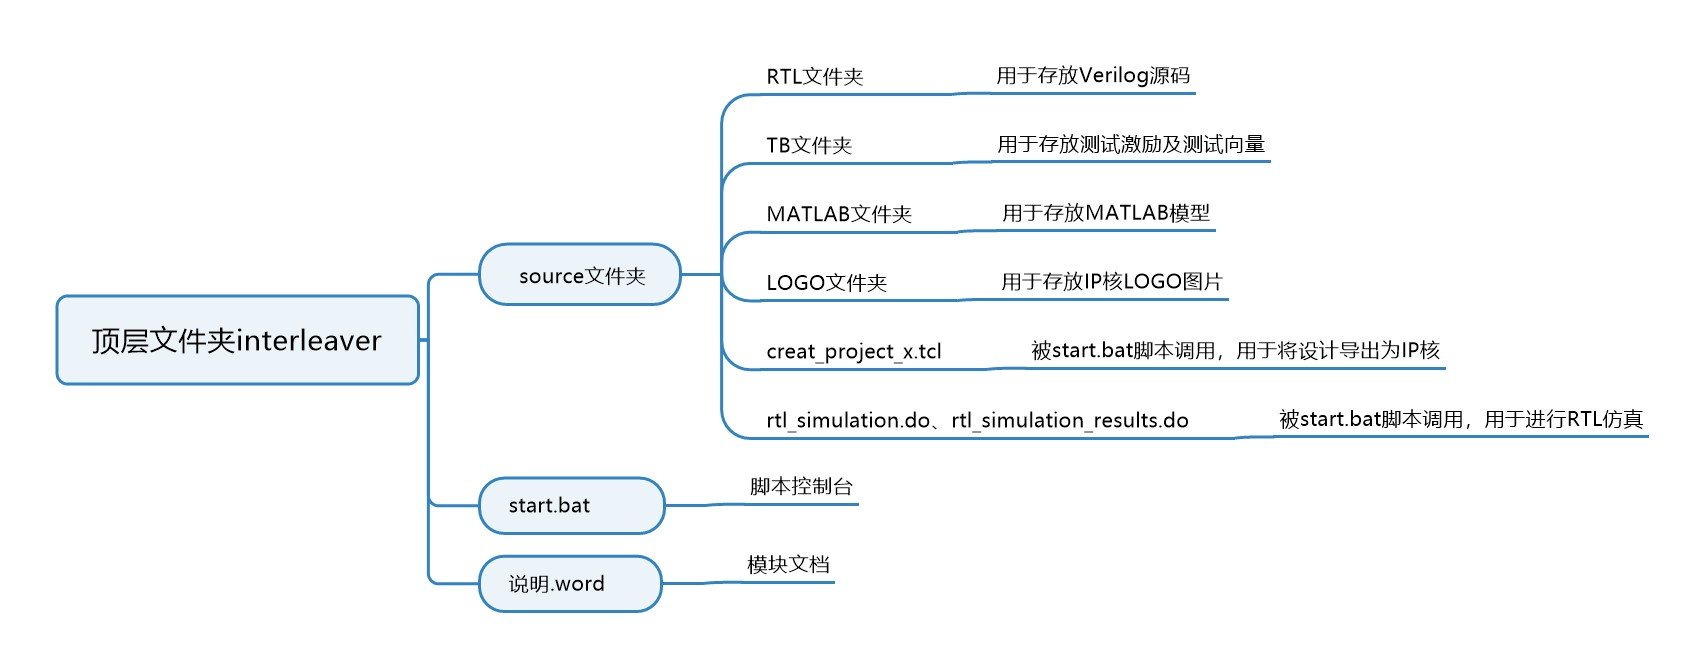 顶层文件夹interleaver
source文件夹
RTL文件夹
用于存放Verilog源码
TB文件夹
用于存放测试激励及测试向量
MATLAB文件夹
用于存放MATLAB模型
LOGO文件夹
用于存放IP核LOGO图片
creat_project_x.tcl
被start.bat脚本调用，用于将设计导出为IP核
rtl_simulation.do、rtl_simulation_results.do
被start.bat脚本调用，用于进行RTL仿真
start.bat
脚本控制台
说明.word
模块文档